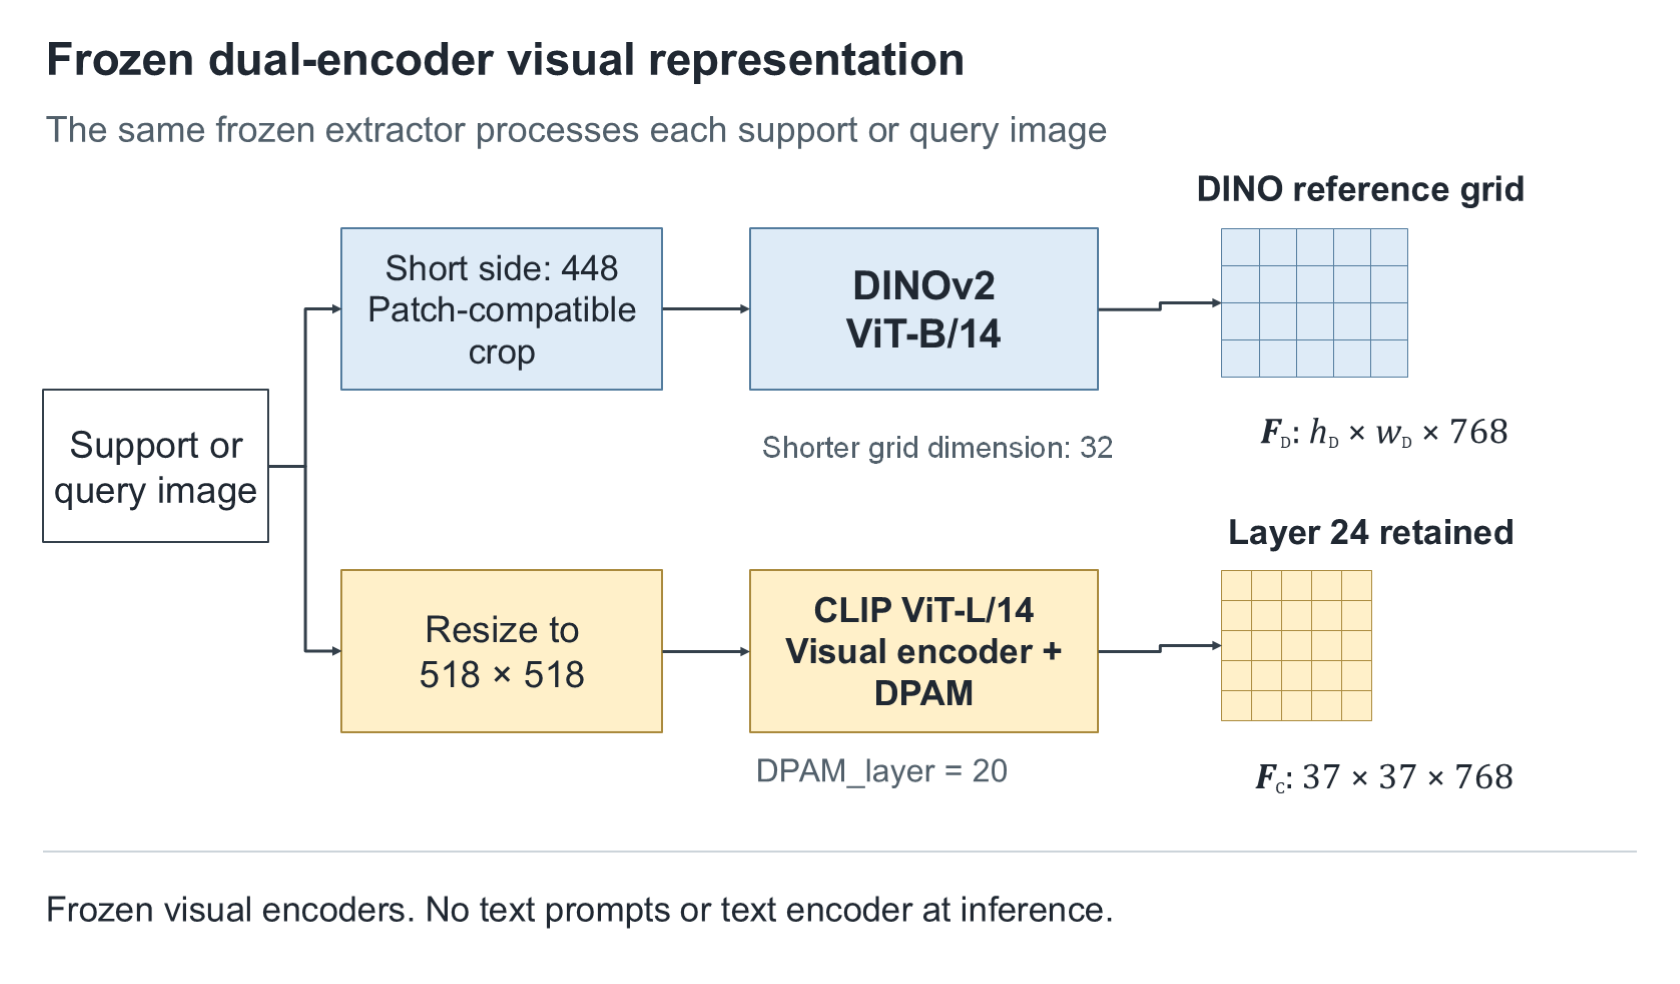 Frozen dual-encoder visual representation
The same frozen extractor processes each support or query image
DINO reference grid
Short side: 448
Patch-compatible
crop
DINOv2
ViT-B/14
F_D: h_D × w_D × 768
Shorter grid dimension: 32
Support or
query image
Layer 24 retained
Resize to
518 × 518
CLIP ViT-L/14
Visual encoder +
DPAM
DPAM_layer = 20
F_C: 37 × 37 × 768
Frozen visual encoders. No text prompts or text encoder at inference.